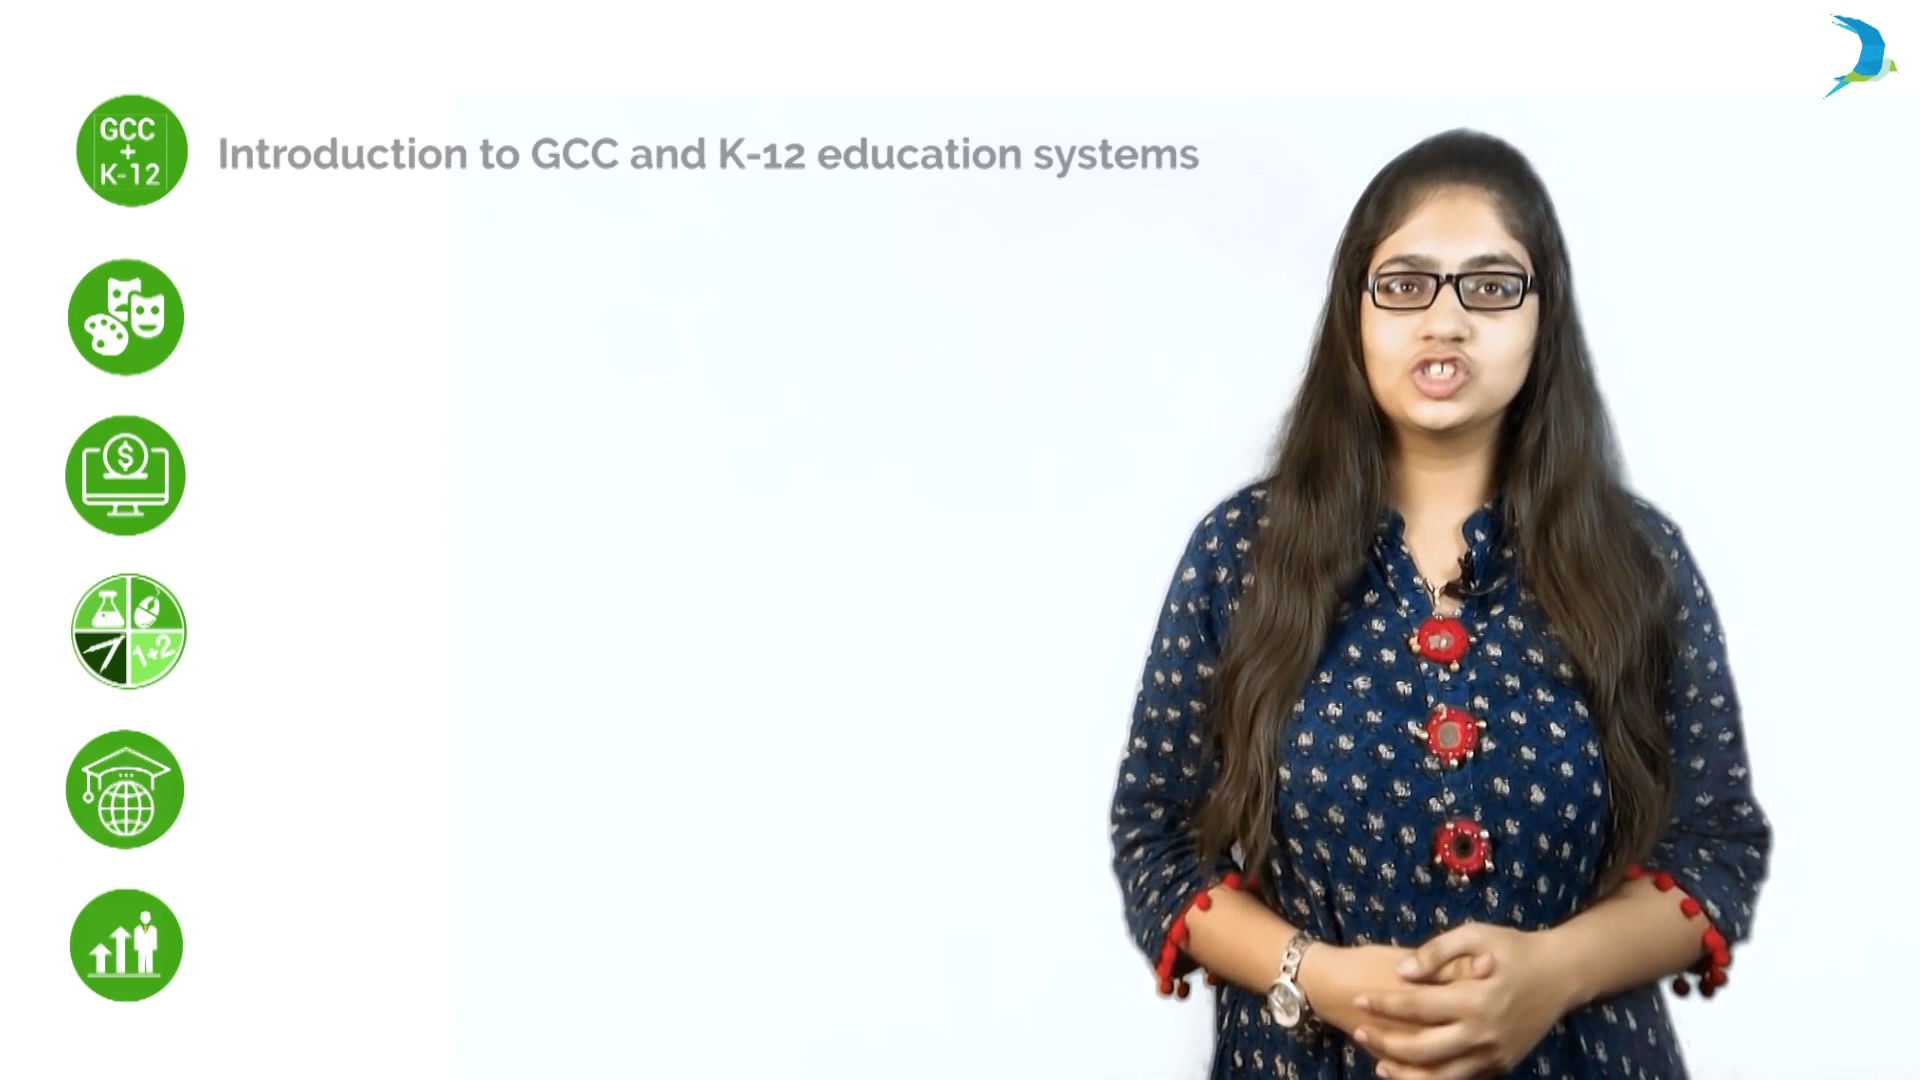 GCC
+
K-12
Introduction to GCC and K-12 education systems
$
1+2